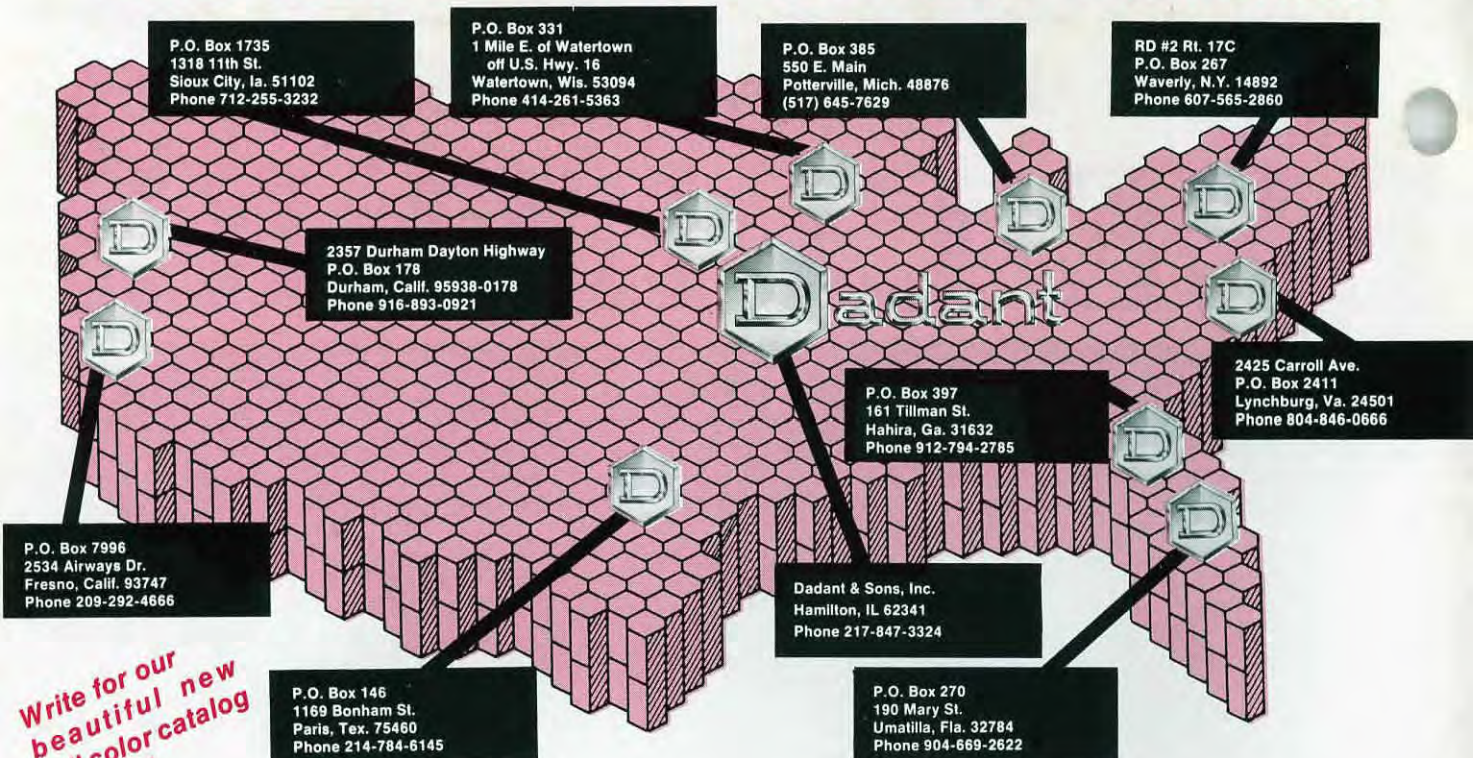 P.O. Box 1735
1318 11th St.
Sioux City, Ia. 51102
Phone 712-255-3232
P.O. Box 331
1 Mile E. of Watertown
off U.S. Hwy. 16
Watertown, Wis. 53094
Phone 414-261-5363
P.O. Box 385
550 E. Main
Potterville, Mich. 48876
(517) 645-7629
RD #2 Rt. 17C
P.O. Box 267
Waverly, N.Y. 14892
Phone 607-565-2860
2357 Durham Dayton Highway
P.O. Box 178
Durham, Calif. 95938-0178
Phone 916-893-0921
D
D
D
D
D
D
Dadant
D
D
2425 Carroll Ave.
P.O. Box 2411
Lynchburg, Va. 24501
Phone 804-846-0666
P.O. Box 397
161 Tillman St.
Hahira, Ga. 31632
Phone 912-794-2785
D
D
D
P.O. Box 7996
2534 Airways Dr.
Fresno, Calif. 93747
Phone 209-292-4666
Dadant & Sons, Inc.
Hamilton, IL 62341
Phone 217-847-3324
Write for our
beautiful new
color catalog
P.O. Box 146
1169 Bonham St.
Paris, Tex. 75460
Phone 214-784-6145
P.O. Box 270
190 Mary St.
Umatilla, Fla. 32784
Phone 904-669-2622